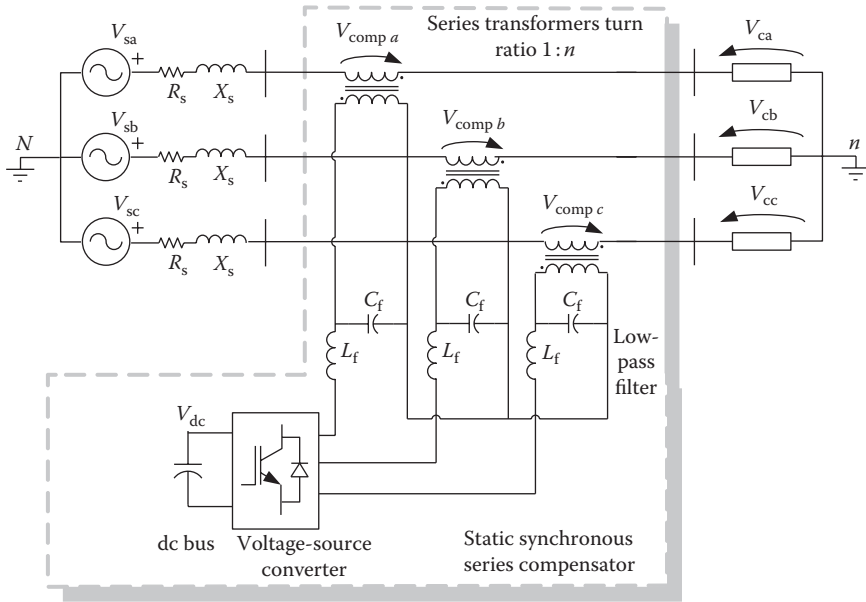 V_sa
+
R_s
X_s
V_comp a
Series transformers turn
ratio 1 : n
V_ca
N
V_sb
+
R_s
X_s
V_comp b
V_cb
n
V_sc
+
R_s
X_s
V_comp c
V_cc
C_f
C_f
C_f
L_f
L_f
L_f
Low-
pass
filter
V_dc
dc bus
Voltage-source
converter
Static synchronous
series compensator